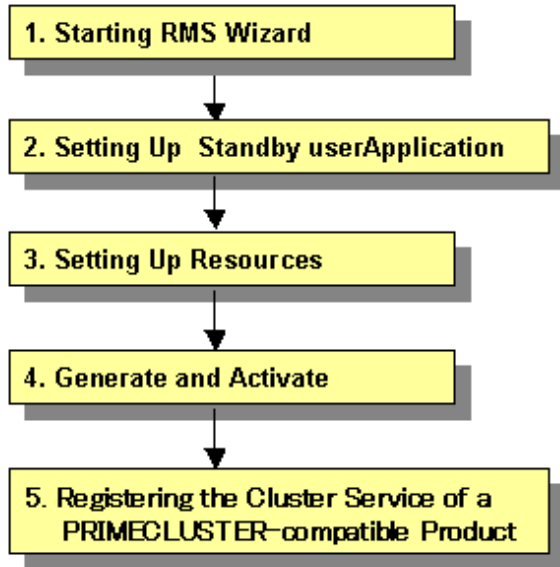 1. Starting RMS Wizard
2. Setting Up Standby userApplication
3. Setting Up Resources
4. Generate and Activate
5. Registering the Cluster Service of a
PRIMECLUSTER-compatible Product